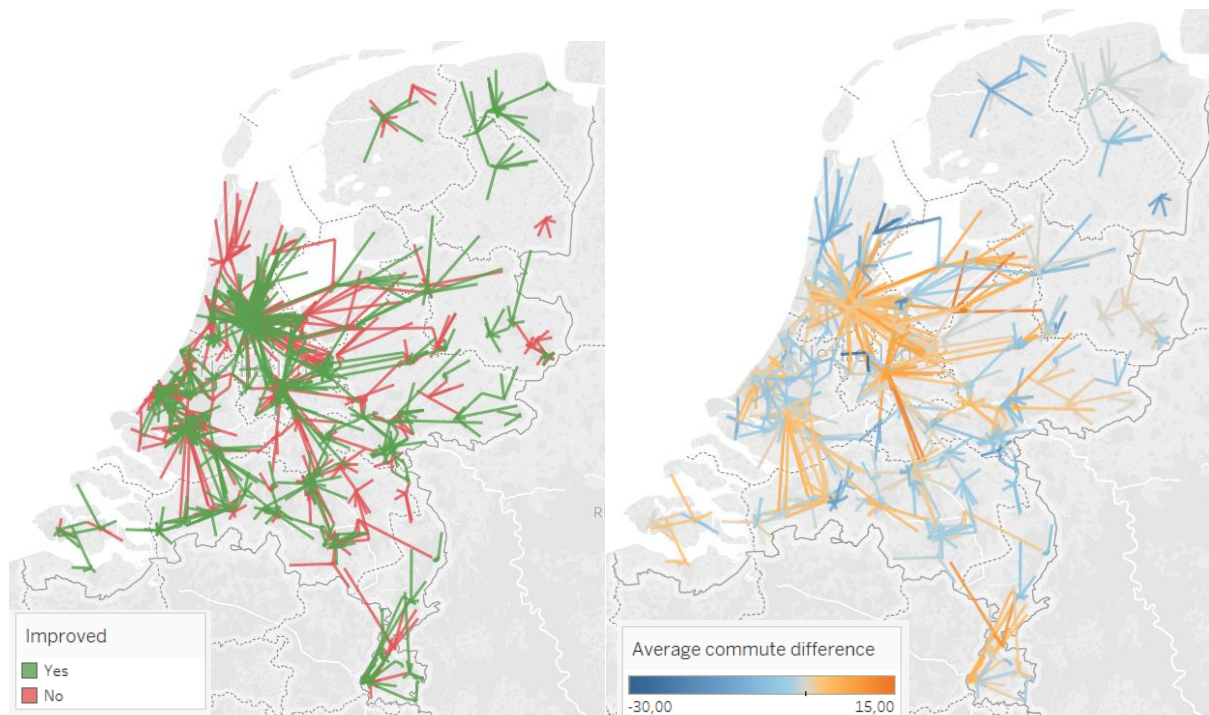 Improved
Yes
No
Average commute difference
-30,00
15,00